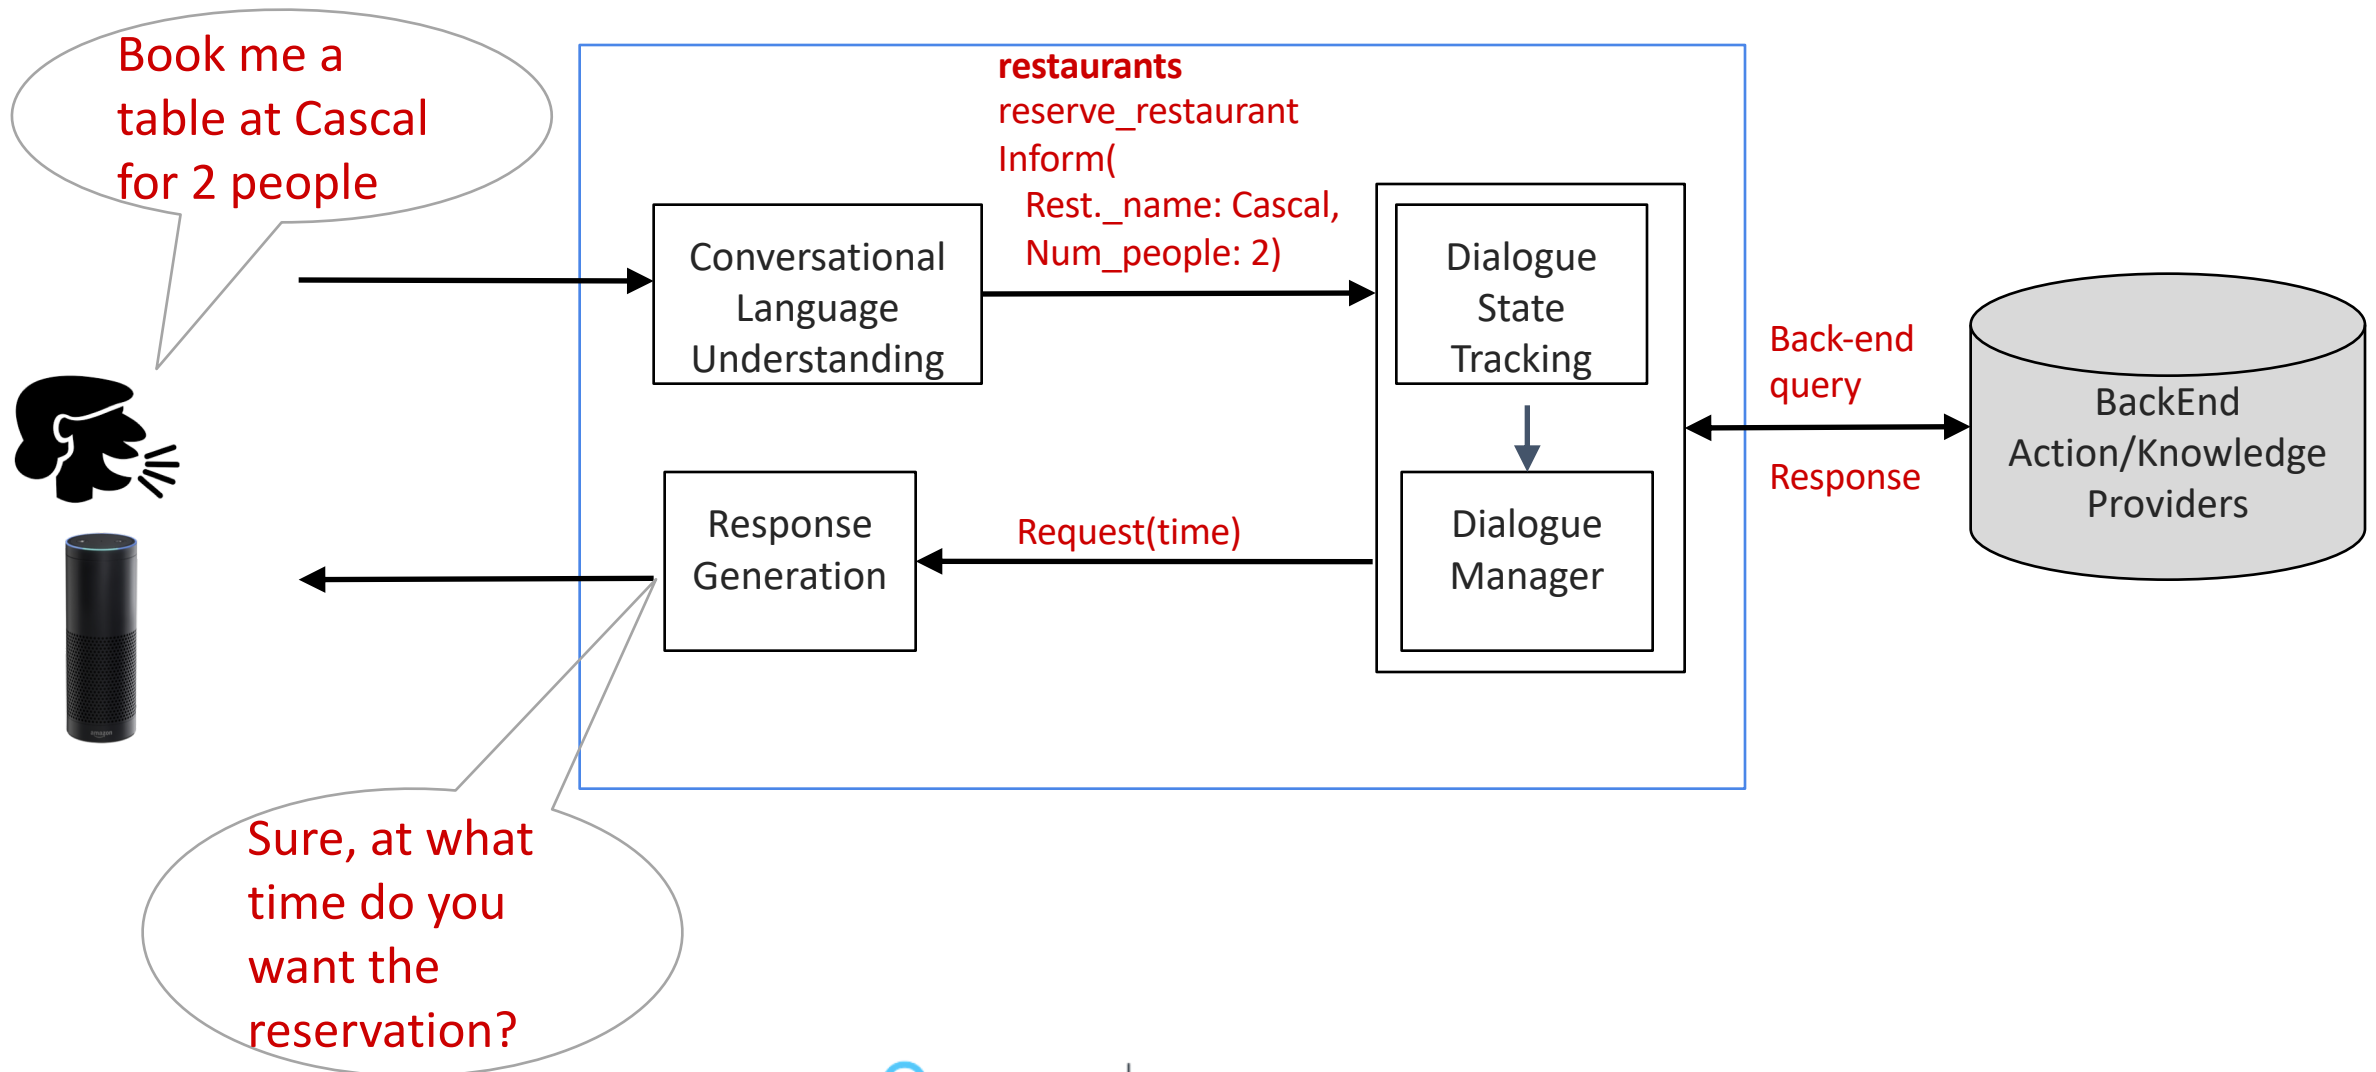 Book me a
table at Cascal
for 2 people
restaurants
reserve_restaurant
Inform(
Rest._name: Cascal,
Num_people: 2)
Conversational
Language
Understanding
Dialogue
State
Tracking
Back-end
query
Response
BackEnd
Action/Knowledge
Providers
Response
Generation
Request(time)
Dialogue
Manager
amazon
Sure, at what
time do you
want the
reservation?